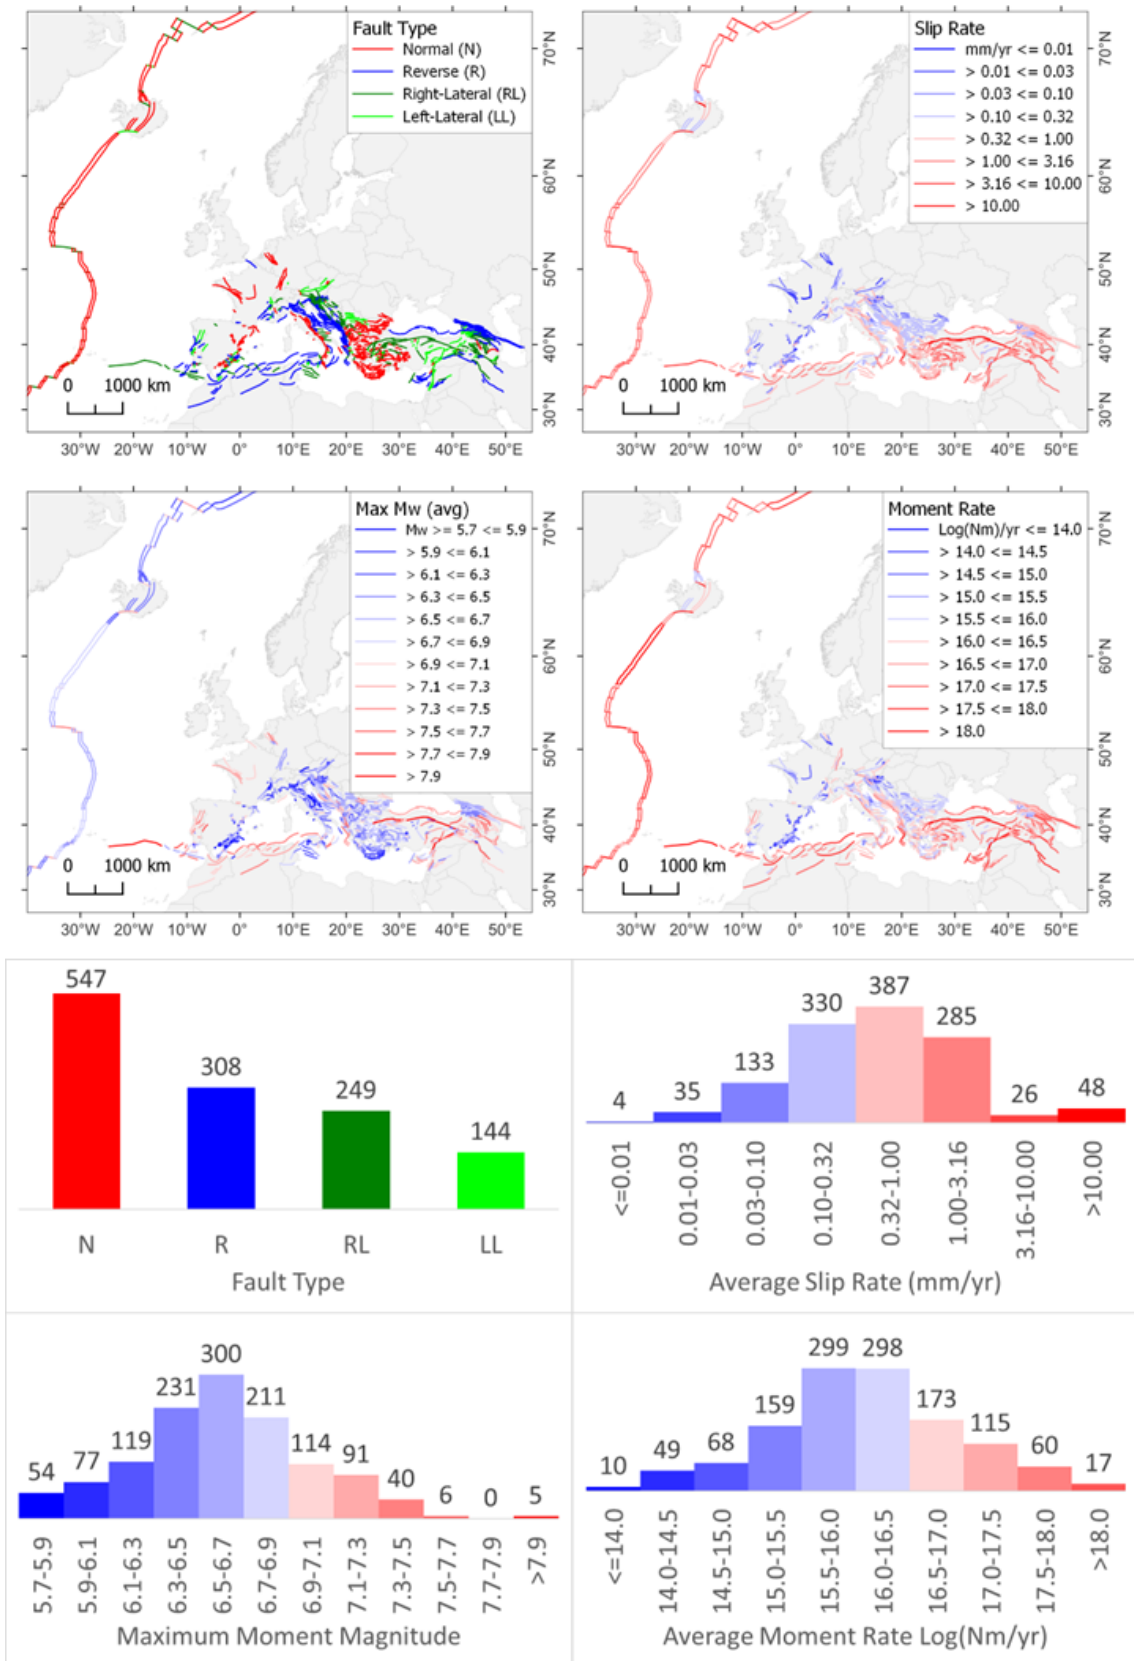 Fault Type
Normal (N)
Reverse (R)
Right-Lateral (RL)
Left-Lateral (LL)
70°N
60°N
50°N
40°N
30°N
0 1000 km
30°W 20°W 10°W 0° 10°E 20°E 30°E 40°E 50°E
Slip Rate
mm/yr <= 0.01
> 0.01 <= 0.03
> 0.03 <= 0.10
> 0.10 <= 0.32
> 0.32 <= 1.00
> 1.00 <= 3.16
> 3.16 <= 10.00
> 10.00
70°N
60°N
50°N
40°N
30°N
0 1000 km
30°W 20°W 10°W 0° 10°E 20°E 30°E 40°E 50°E
Max Mw (avg)
Mw >= 5.7 <= 5.9
> 5.9 <= 6.1
> 6.1 <= 6.3
> 6.3 <= 6.5
> 6.5 <= 6.7
> 6.7 <= 6.9
> 6.9 <= 7.1
> 7.1 <= 7.3
> 7.3 <= 7.5
> 7.5 <= 7.7
> 7.7 <= 7.9
> 7.9
70°N
60°N
50°N
40°N
30°N
0 1000 km
30°W 20°W 10°W 0° 10°E 20°E 30°E 40°E 50°E
Moment Rate
Log(Nm)/yr <= 14.0
> 14.0 <= 14.5
> 14.5 <= 15.0
> 15.0 <= 15.5
> 15.5 <= 16.0
> 16.0 <= 16.5
> 16.5 <= 17.0
> 17.0 <= 17.5
> 17.5 <= 18.0
> 18.0
70°N
60°N
50°N
40°N
30°N
0 1000 km
30°W 20°W 10°W 0° 10°E 20°E 30°E 40°E 50°E
547 308 249 144
N R RL LL
Fault Type
4 35 133 330 387 285 26 48
<=0.01 0.01-0.03 0.03-0.10 0.10-0.32 0.32-1.00 1.00-3.16 3.16-10.00 >10.00
Average Slip Rate (mm/yr)
54 77 119 231 300 211 114 91 40 6 0 5
5.7-5.9 5.9-6.1 6.1-6.3 6.3-6.5 6.5-6.7 6.7-6.9 6.9-7.1 7.1-7.3 7.3-7.5 7.5-7.7 7.7-7.9 >7.9
Maximum Moment Magnitude
10 49 68 159 299 298 173 115 60 17
<=14.0 14.0-14.5 14.5-15.0 15.0-15.5 15.5-16.0 16.0-16.5 16.5-17.0 17.0-17.5 17.5-18.0 >18.0
Average Moment Rate Log(Nm/yr)